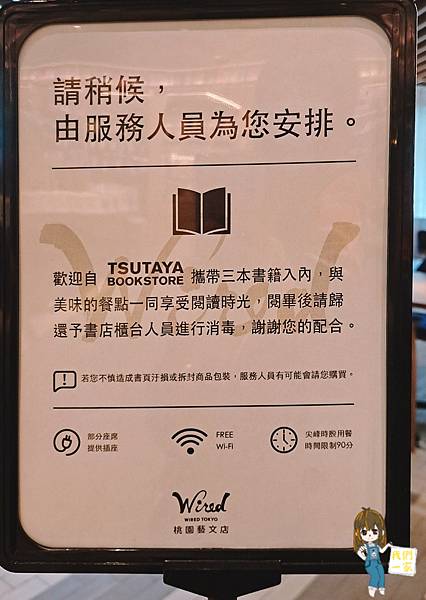 請稍候，
由服務人員為您安排。
Wired
歡迎自 TSUTAYA BOOKSTORE 攜帶三本書籍入內，與
美味的餐點一同享受閱讀時光，閱畢後請歸
還予書店櫃台人員進行消毒，謝謝您的配合。
若您不慎造成書頁汙損或拆封商品包裝，服務人員有可能會請您購買。
部分座席
提供插座
FREE
Wi-Fi
尖峰時段用餐
時間限制90分
Wired
WIRED TOKYO
桃園藝文店
我們
一家